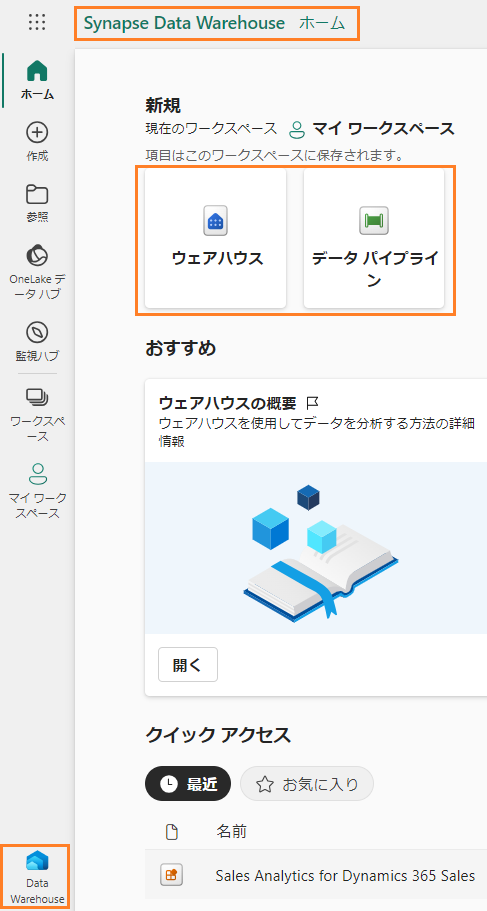 Synapse Data Warehouse ホーム
ホーム
作成
参照
OneLake デ
ータ ハブ
監視ハブ
ワークスペ
ース
マイ ワーク
スペース
Data
Warehouse
新規
現在のワークスペース マイ ワークスペース
項目はこのワークスペースに保存されます。
ウェアハウス
データ パイプライ
ン
おすすめ
ウェアハウスの概要
ウェアハウスを使用してデータを分析する方法の詳細
情報
開く
クイック アクセス
最近 お気に入り
名前
Sales Analytics for Dynamics 365 Sales